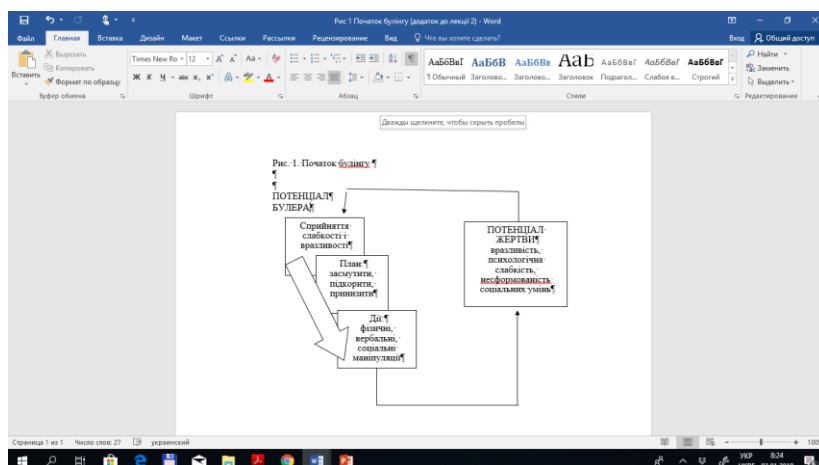 Рис 1 Початок булінгу (додаток до лекції 2) - Word
Файл Главная Вставка Дизайн Макет Ссылки Рассылки Рецензирование Вид Что вы хотите сделать? Вход Общий доступ
Вставить
Вырезать
Копировать
Формат по образцу
Буфер обмена
Times New Ro 12
Ж К Ч abc x, x²
Шрифт
Абзац
АаБбВвГ АаБбВ АаБбВв Ааb АаБбВвГ АаБбВвГ АаБбВвГ
¶ Обычный Заголово... Заголово... Заголовок Подзагол... Слабое в... Строгий
Стили
Найти
Заменить
Выделить
Редактирование
Дважды щелкните, чтобы скрыть пробелы
Рис. 1. Початок булінгу
ПОТЕНЦІАЛ
БУЛЕРА
Сприйняття
слабкості і
вразливості
План:
засмутити,
підкорити,
принизити
Дії:
фізичні,
вербальні,
соціальні
маніпуляції
ПОТЕНЦІАЛ
ЖЕРТВИ
вразливість,
психологічна
слабкість,
несформованість
соціальних умінь
Страница 1 из 1 Число слов: 27 украинский
100%
УКР 8:24